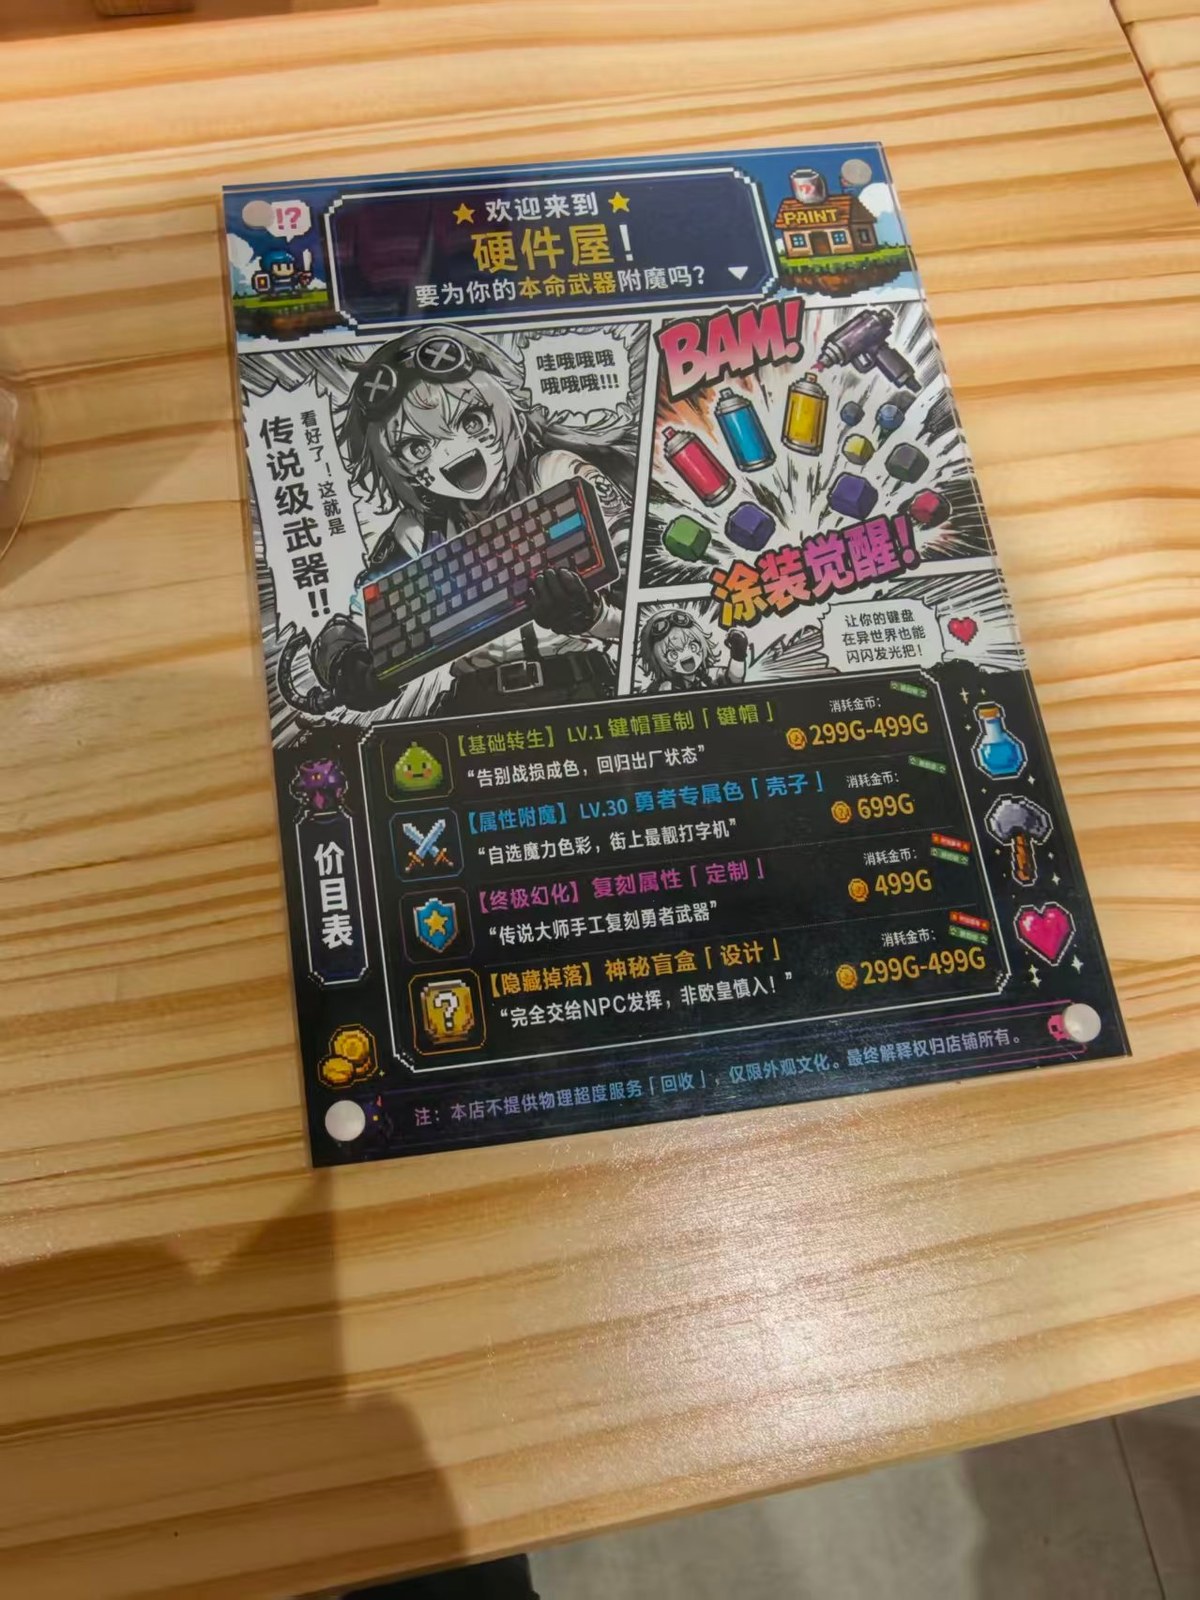 !?
欢迎来到
硬件屋！
要为你的本命武器附魔吗？
PAINT
看好了！这就是
传说级武器!!
哇哦哦哦
哦哦哦!!!
BAM!
涂装觉醒！
让你的键盘
在异世界也能
闪闪发光把！
价目表
【基础转生】LV.1 键帽重制「键帽」
“告别战损成色，回归出厂状态”
消耗金币：
299G-499G
【属性附魔】LV.30 勇者专属色「壳子」
“自选魔力色彩，街上最靓打字机”
消耗金币：
699G
【终极幻化】复刻属性「定制」
“传说大师手工复刻勇者武器”
消耗金币：
499G
【隐藏掉落】神秘盲盒「设计」
“完全交给NPC发挥，非欧皇慎入！”
消耗金币：
299G-499G
?
注：本店不提供物理超度服务「回收」，仅限外观文化。最终解释权归店铺所有。